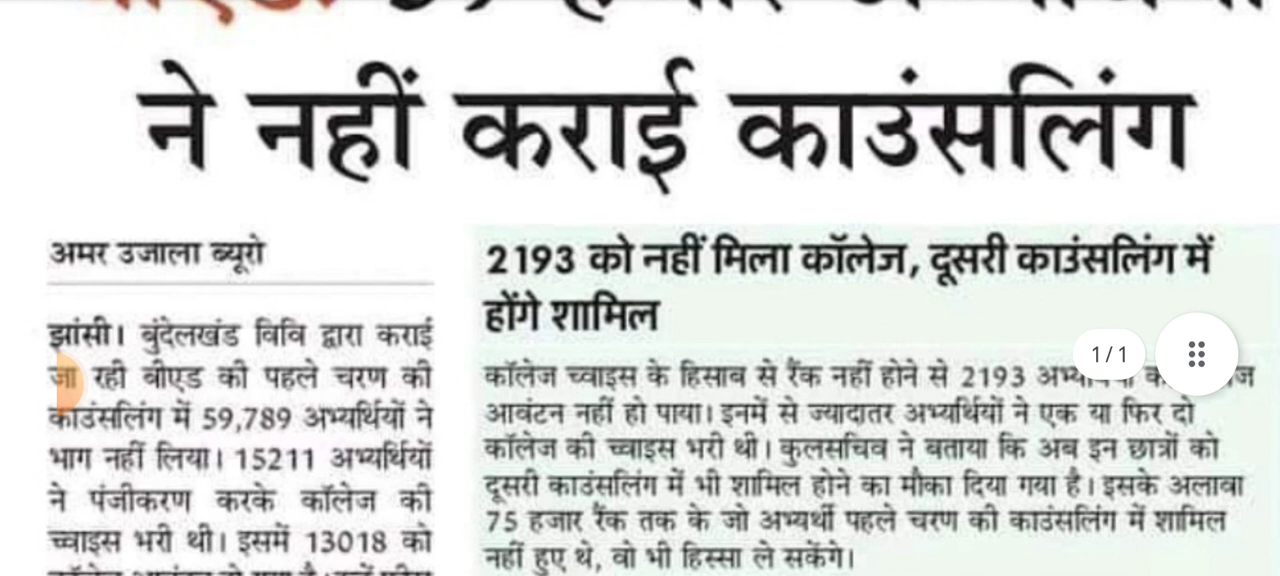 ने नहीं कराई काउंसलिंग
अमर उजाला ब्यूरो
झांसी। बुंदेलखंड विवि द्वारा कराई
जा रही बीएड की पहले चरण की
काउंसलिंग में 59,789 अभ्यर्थियों ने
भाग नहीं लिया। 15211 अभ्यर्थियों
ने पंजीकरण करके कॉलेज की
च्वाइस भरी थी। इसमें 13018 को
2193 को नहीं मिला कॉलेज, दूसरी काउंसलिंग में
होंगे शामिल
कॉलेज च्वाइस के हिसाब से रैंक नहीं होने से 2193
आवंटन नहीं हो पाया। इनमें से ज्यादातर अभ्यर्थियों ने एक या फिर दो
कॉलेज की च्वाइस भरी थी। कुलसचिव ने बताया कि अब इन छात्रों को
दूसरी काउंसलिंग में भी शामिल होने का मौका दिया गया है। इसके अलावा
75 हजार रैंक तक के जो अभ्यर्थी पहले चरण की काउंसलिंग में शामिल
नहीं हुए थे, वो भी हिस्सा ले सकेंगे।
1/1